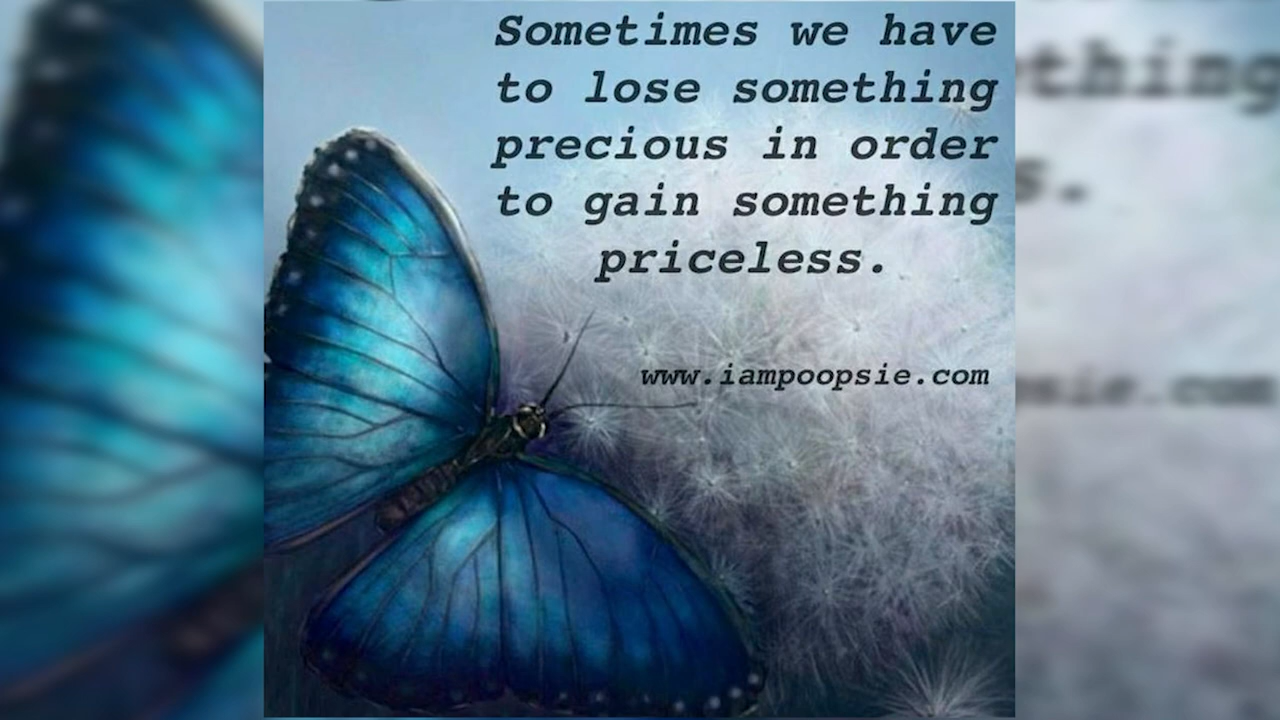 Sometimes we have
to lose something
precious in order
to gain something
priceless.
www.iampoopsie.com